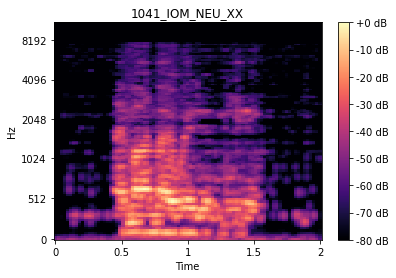 1041_IOM_NEU_XX
+0 dB
8192
-10 dB
4096
-20 dB
-30 dB
2048
Hz
-40 dB
1024
-50 dB
512
-60 dB
-70 dB
0
-80 dB
0 0.5 1 1.5 2
Time